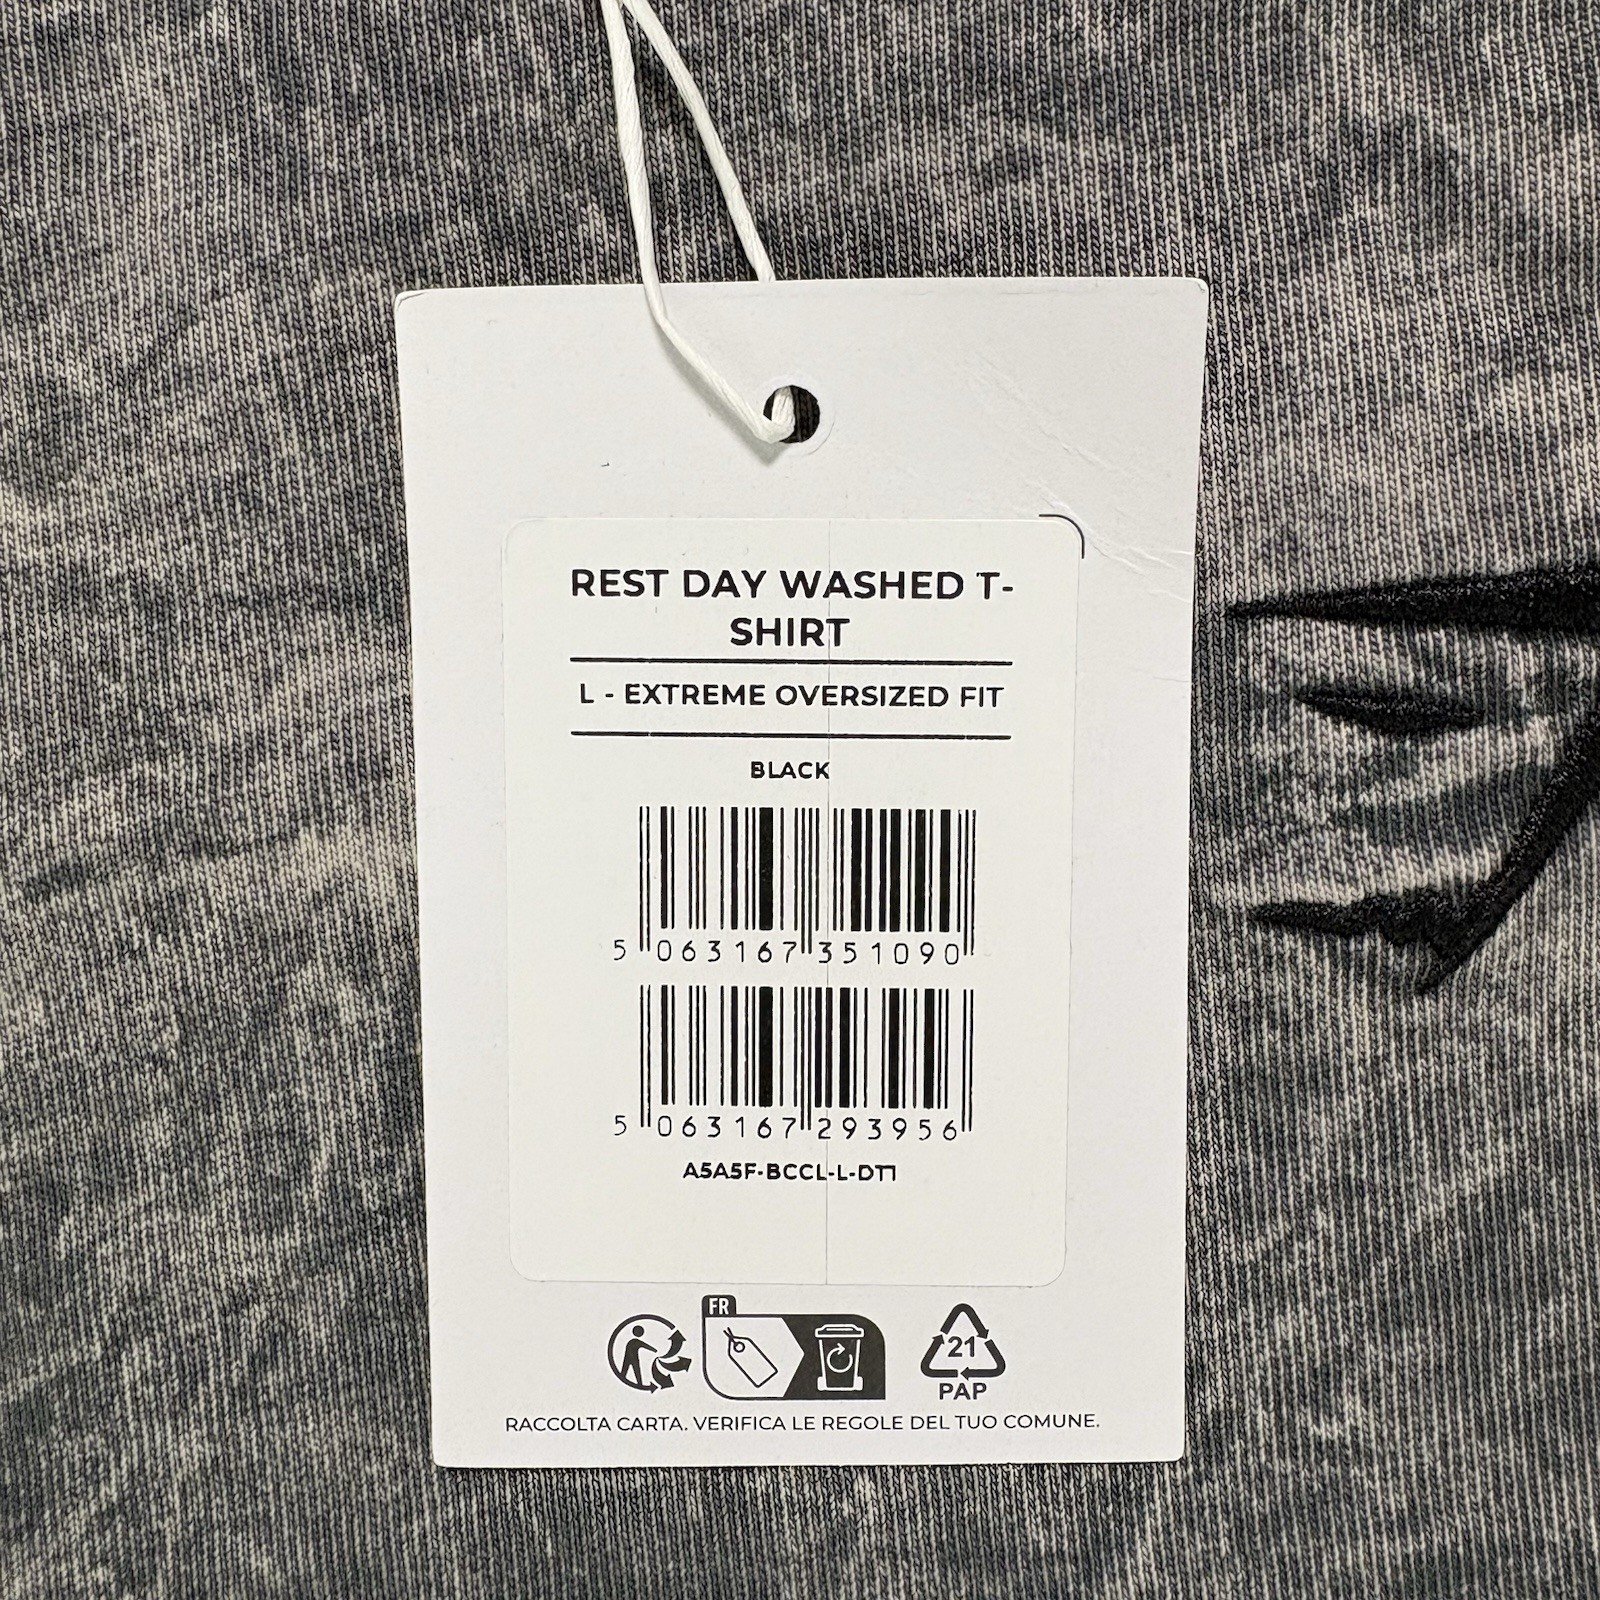 REST DAY WASHED T-
SHIRT
L - EXTREME OVERSIZED FIT
BLACK
5 063167 351090
5 063167 293956
A5A5F-BCCL-L-DT1
FR
21
PAP
RACCOLTA CARTA. VERIFICA LE REGOLE DEL TUO COMUNE.